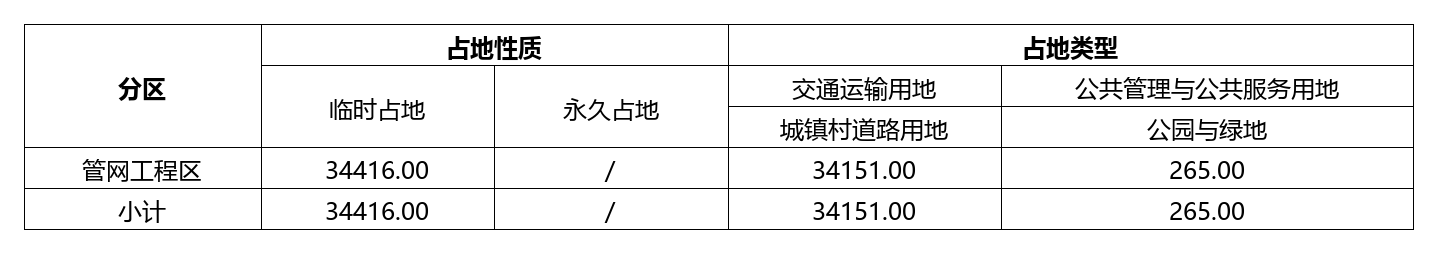 分区 占地性质 占地类型
临时占地 永久占地 交通运输用地 公共管理与公共服务用地
城镇村道路用地 公园与绿地
管网工程区 34416.00 / 34151.00 265.00
小计 34416.00 / 34151.00 265.00